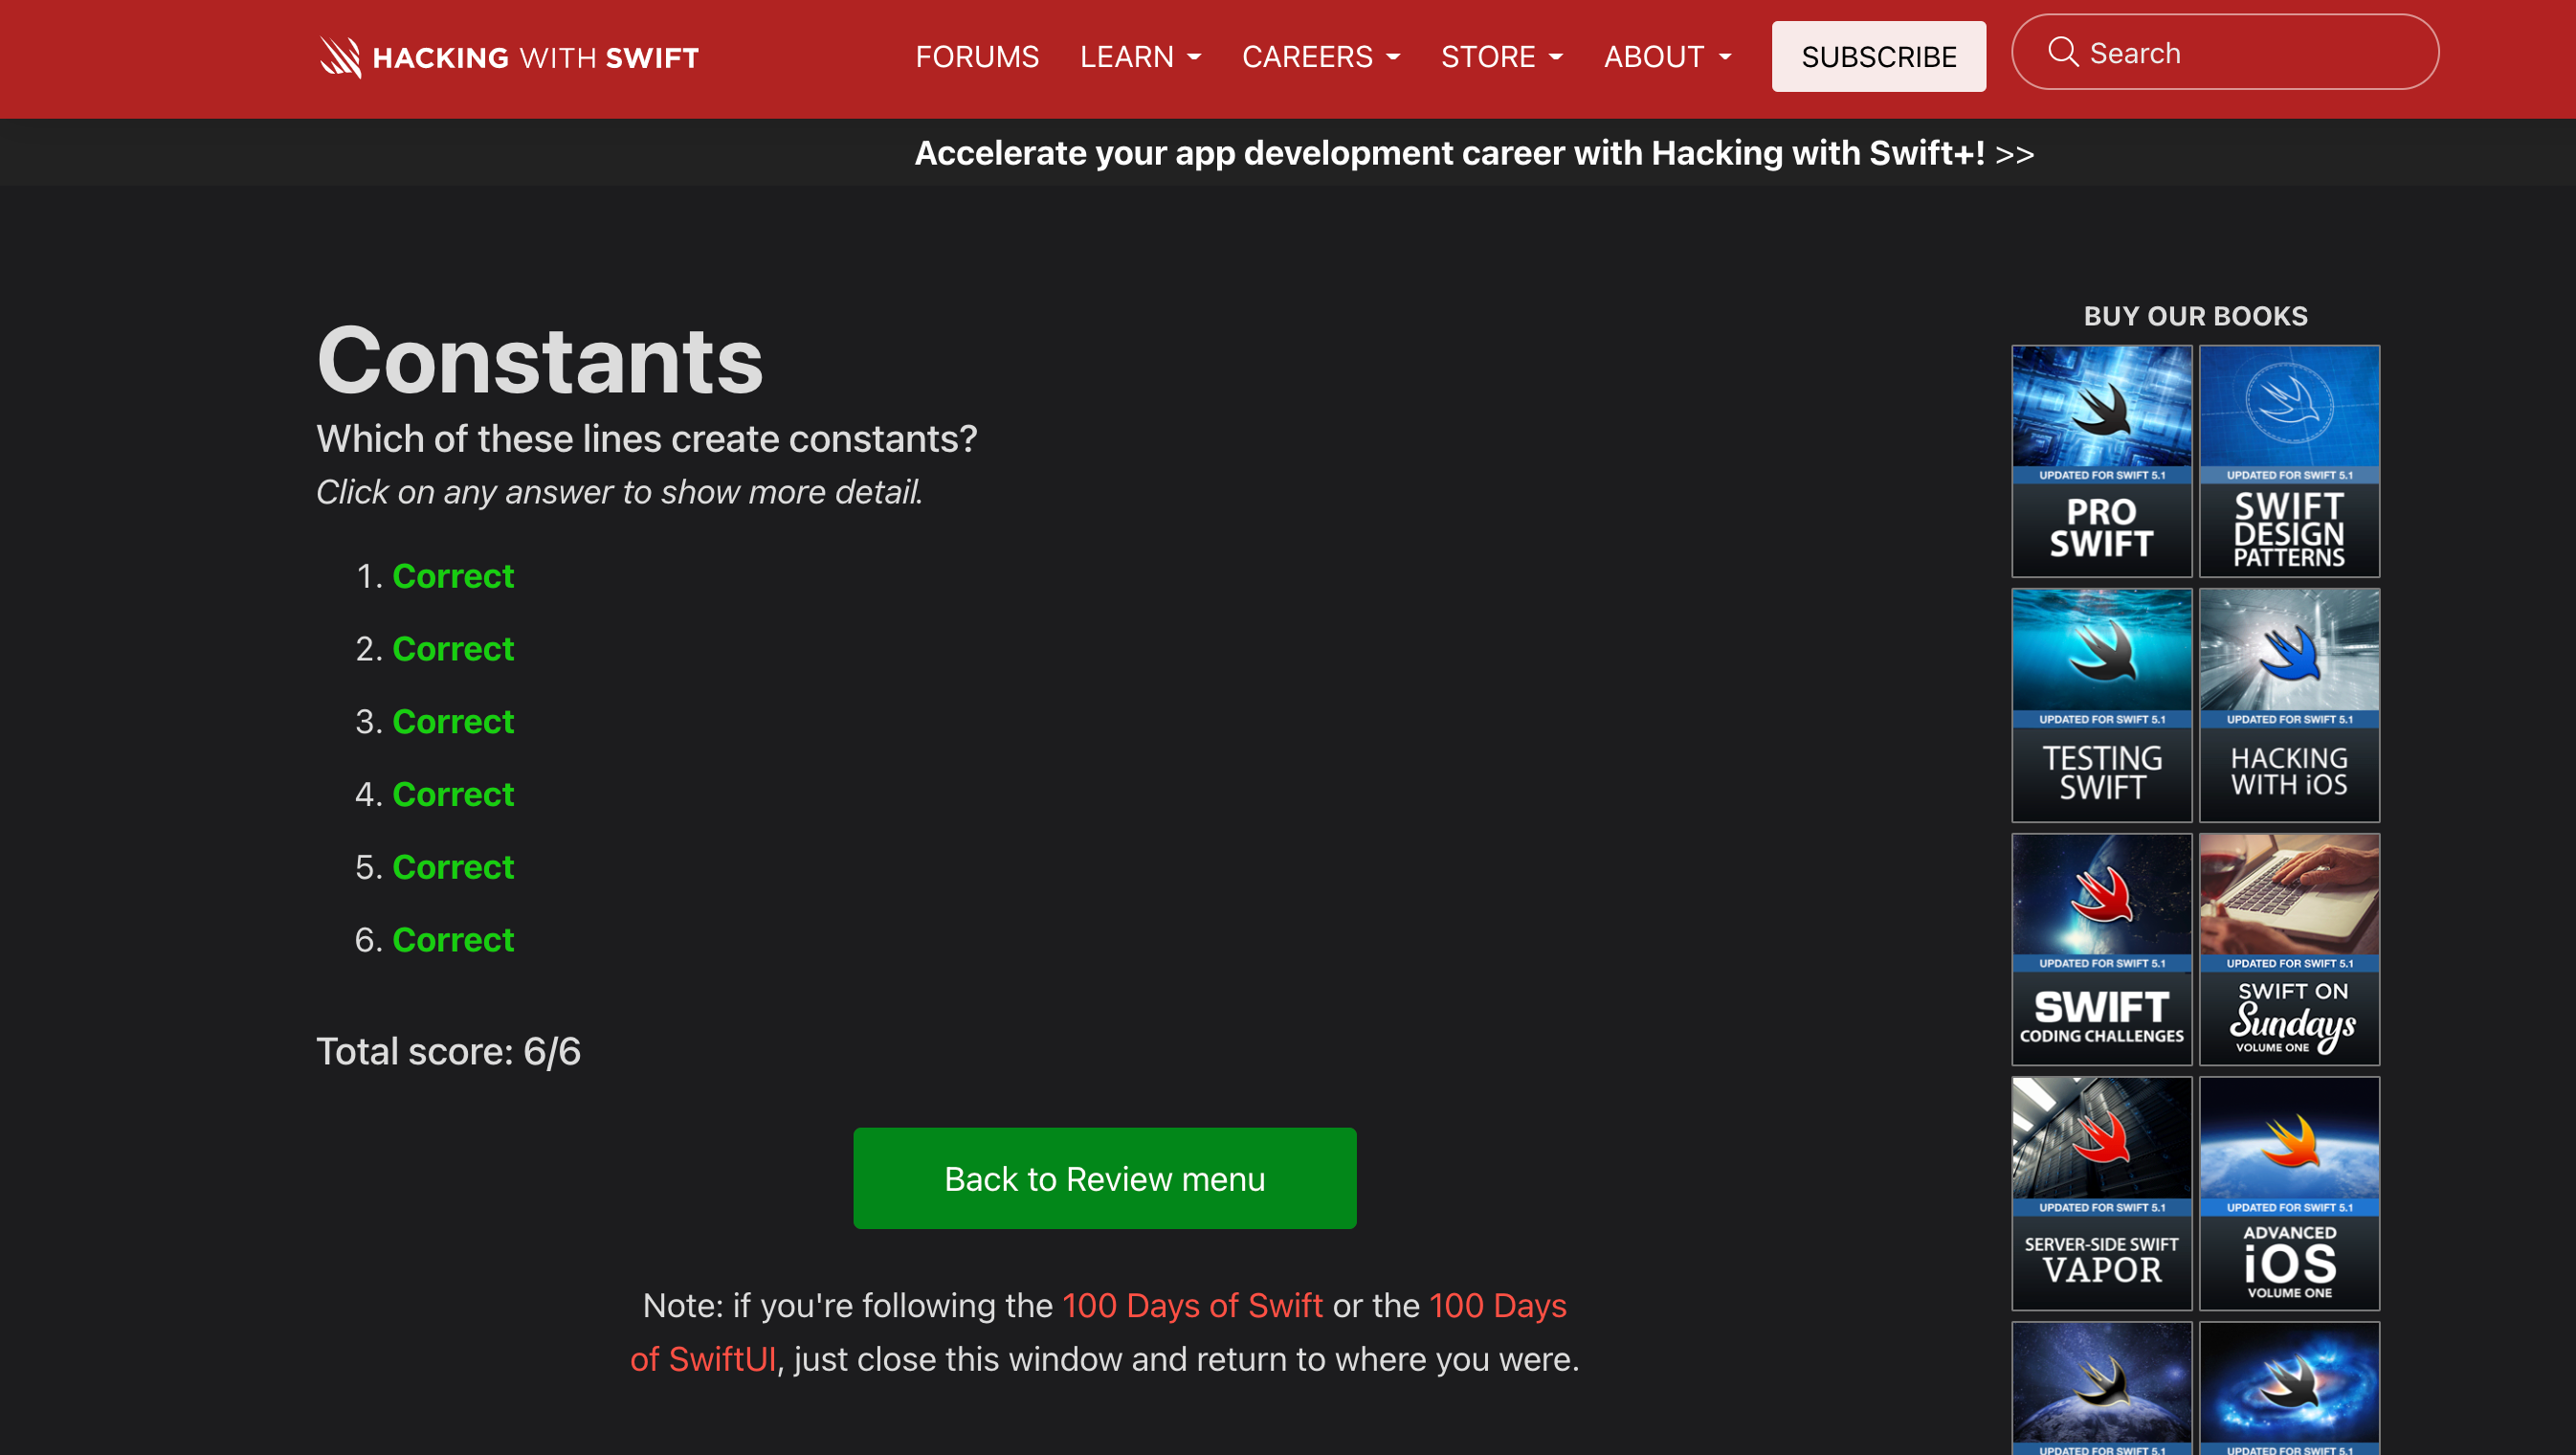 HACKING WITH SWIFT
FORUMS
LEARN
CAREERS
STORE
ABOUT
SUBSCRIBE
Search
Accelerate your app development career with Hacking with Swift+! >>
Constants
Which of these lines create constants?
Click on any answer to show more detail.
1. Correct
2. Correct
3. Correct
4. Correct
5. Correct
6. Correct
Total score: 6/6
Back to Review menu
Note: if you're following the 100 Days of Swift or the 100 Days
of SwiftUI, just close this window and return to where you were.
BUY OUR BOOKS
UPDATED FOR SWIFT 5.1
PRO
SWIFT
UPDATED FOR SWIFT 5.1
SWIFT
DESIGN
PATTERNS
UPDATED FOR SWIFT 5.1
TESTING
SWIFT
UPDATED FOR SWIFT 5.1
HACKING
WITH iOS
UPDATED FOR SWIFT 5.1
SWIFT
CODING CHALLENGES
UPDATED FOR SWIFT 5.1
SWIFT ON
Sundays
VOLUME ONE
UPDATED FOR SWIFT 5.1
SERVER-SIDE SWIFT
VAPOR
UPDATED FOR SWIFT 5.1
ADVANCED
iOS
VOLUME ONE
UPDATED FOR SWIFT 5.1
UPDATED FOR SWIFT 5.1